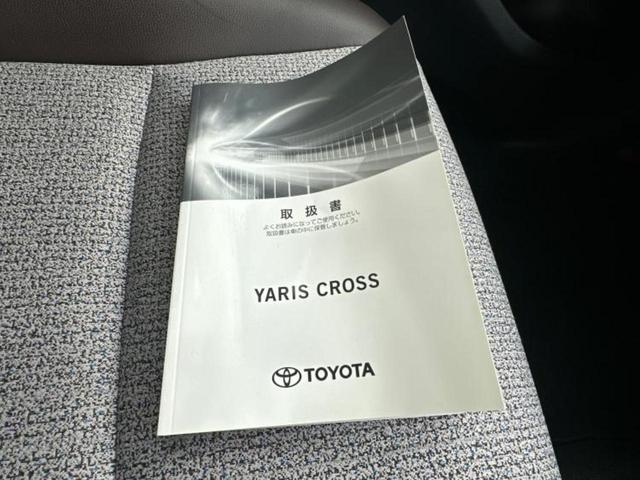 取扱書
よくお読みになってご使用ください。
取扱書は車の中に保管しましょう。
YARIS CROSS
TOYOTA